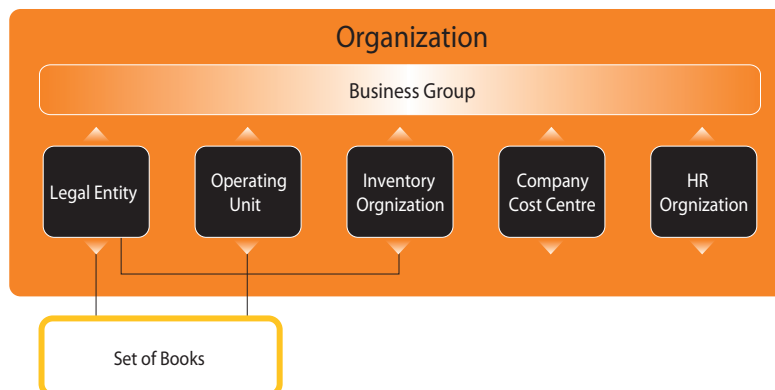 Organization
Business Group
Legal Entity
Operating
Unit
Inventory
Orgnization
Company
Cost Centre
HR
Orgnization
Set of Books